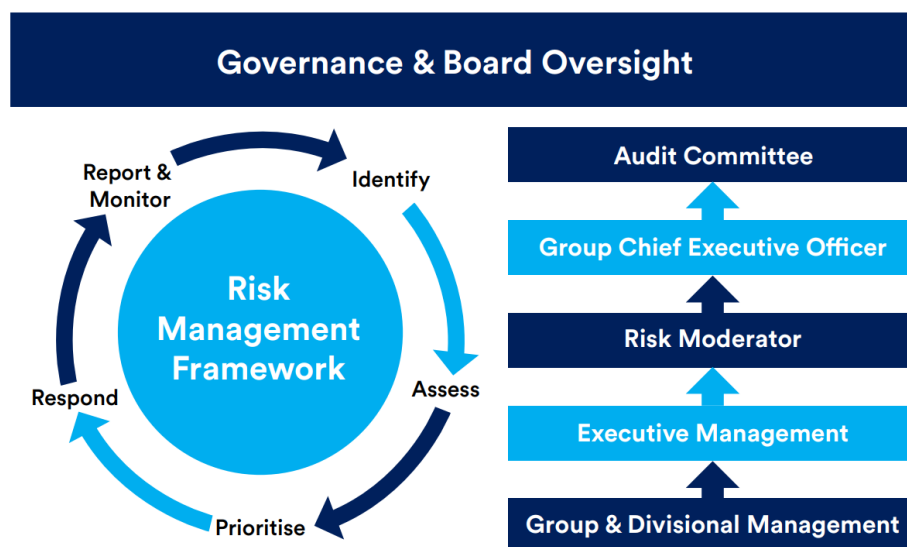 Governance & Board Oversight
Report &
Monitor
Identify
Risk
Management
Framework
Assess
Respond
Prioritise
Audit Committee
Group Chief Executive Officer
Risk Moderator
Executive Management
Group & Divisional Management